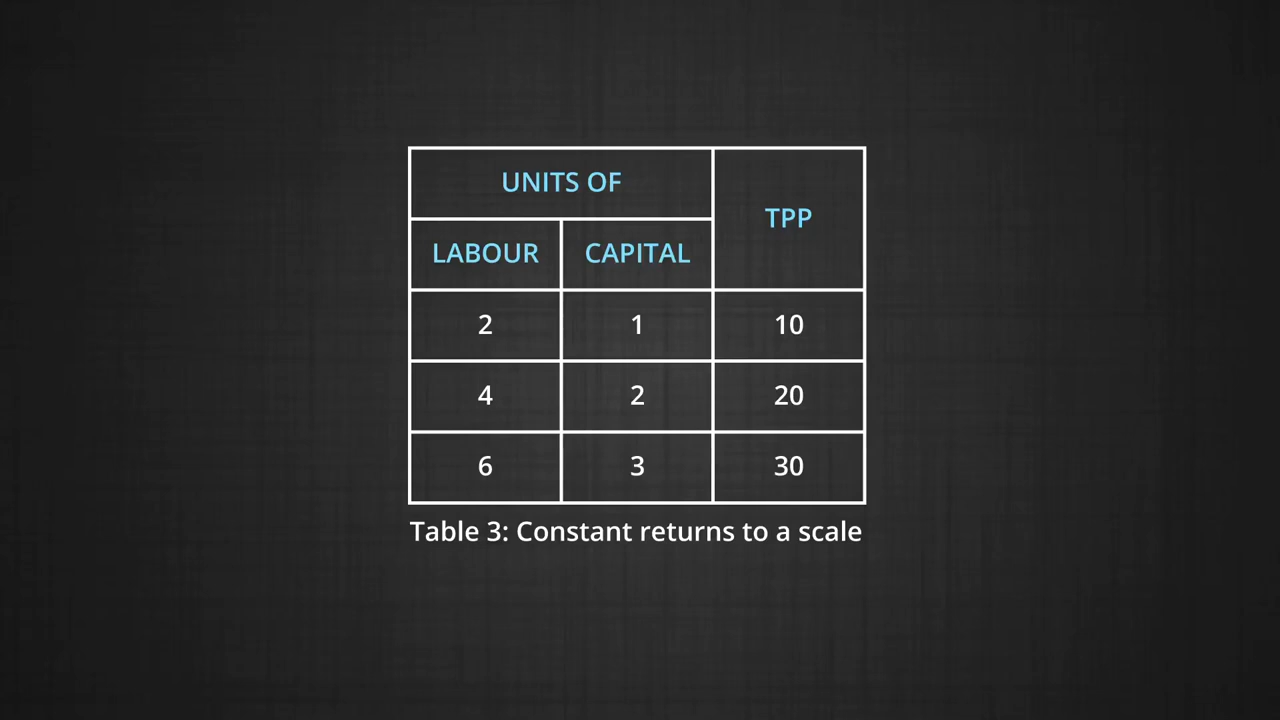 UNITS OF
TPP
LABOUR CAPITAL
2 1 10
4 2 20
6 3 30
Table 3: Constant returns to a scale